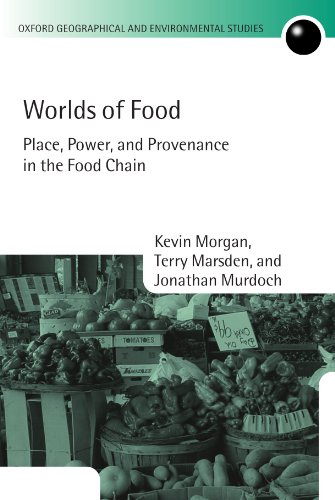 OXFORD GEOGRAPHICAL AND ENVIRONMENTAL STUDIES
Worlds of Food
Place, Power, and Provenance
in the Food Chain
Kevin Morgan,
Terry Marsden, and
Jonathan Murdoch
TOMATOES